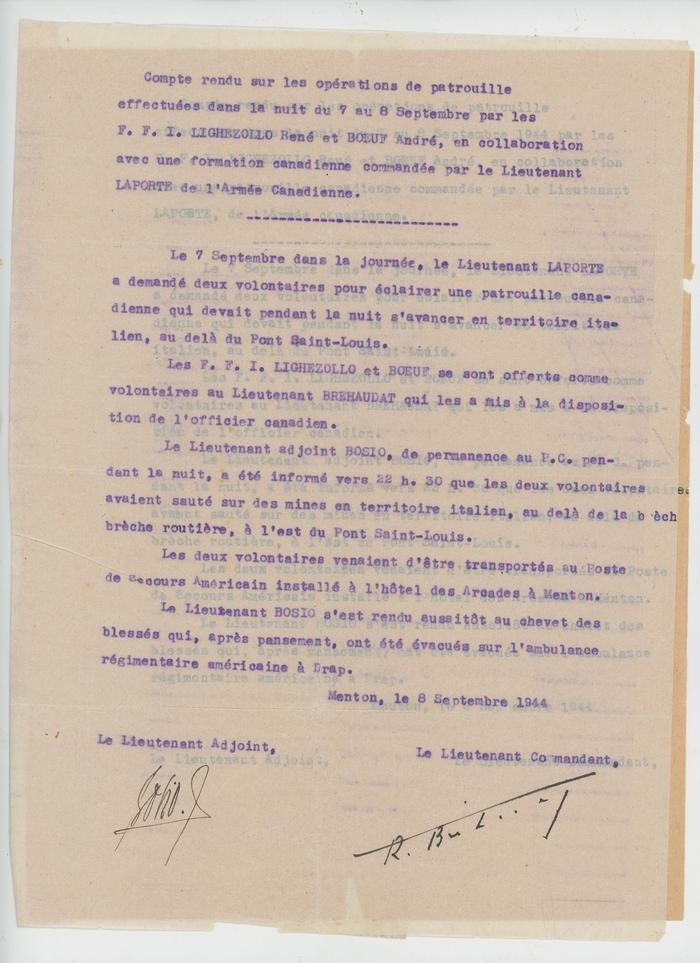 Compte rendu sur les opérations de patrouille
effectuées dans la nuit du 7 au 8 Septembre par les
F. F. I. LIGHEZOLLO René et BOEUF André, en collaboration
avec une formation canadienne commandée par le Lieutenant
LAPORTE de l'Armée Canadienne.
Le 7 Septembre dans la journée, le Lieutenant LAPORTE
a demandé deux volontaires pour éclairer une patrouille cana-
dienne qui devait pendant la nuit s'avancer en territoire ita-
lien, au delà du Pont Saint-Louis.
Les F. F. I. LIGHEZOLLO et BOEUF se sont offerts comme
volontaires au Lieutenant BREHAUDAT qui les a mis à la disposi-
tion de l'officier canadien.
Le Lieutenant adjoint BOSIO, de permanence au P.C. pen-
dant la nuit, a été informé vers 22 h. 30 que les deux volontaires
avaient sauté sur des mines en territoire italien, au delà de la b èch
brèche routière, à l'est du Pont Saint-Louis.
Les deux volontaires venaient d'être transportés au Poste
de Secours Américain installé à l'hôtel des Arcades à Menton.
Le Lieutenant BOSIO s'est rendu aussitôt au chevet des
blessés qui, après pansement, ont été évacués sur l'ambulance
régimentaire américaine à Drap.
Menton, le 8 Septembre 1944
Le Lieutenant Adjoint,
Le Lieutenant Commandant,
Bosio.
R.